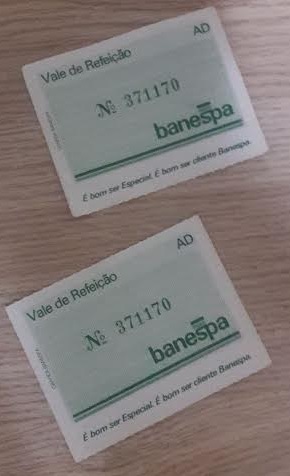 Vale de Refeição
AD
Nº 371170
banespa
É bom ser Especial. É bom ser cliente Banespa.
Vale de Refeição
AD
Nº 371170
banespa
É bom ser Especial. É bom ser cliente Banespa.